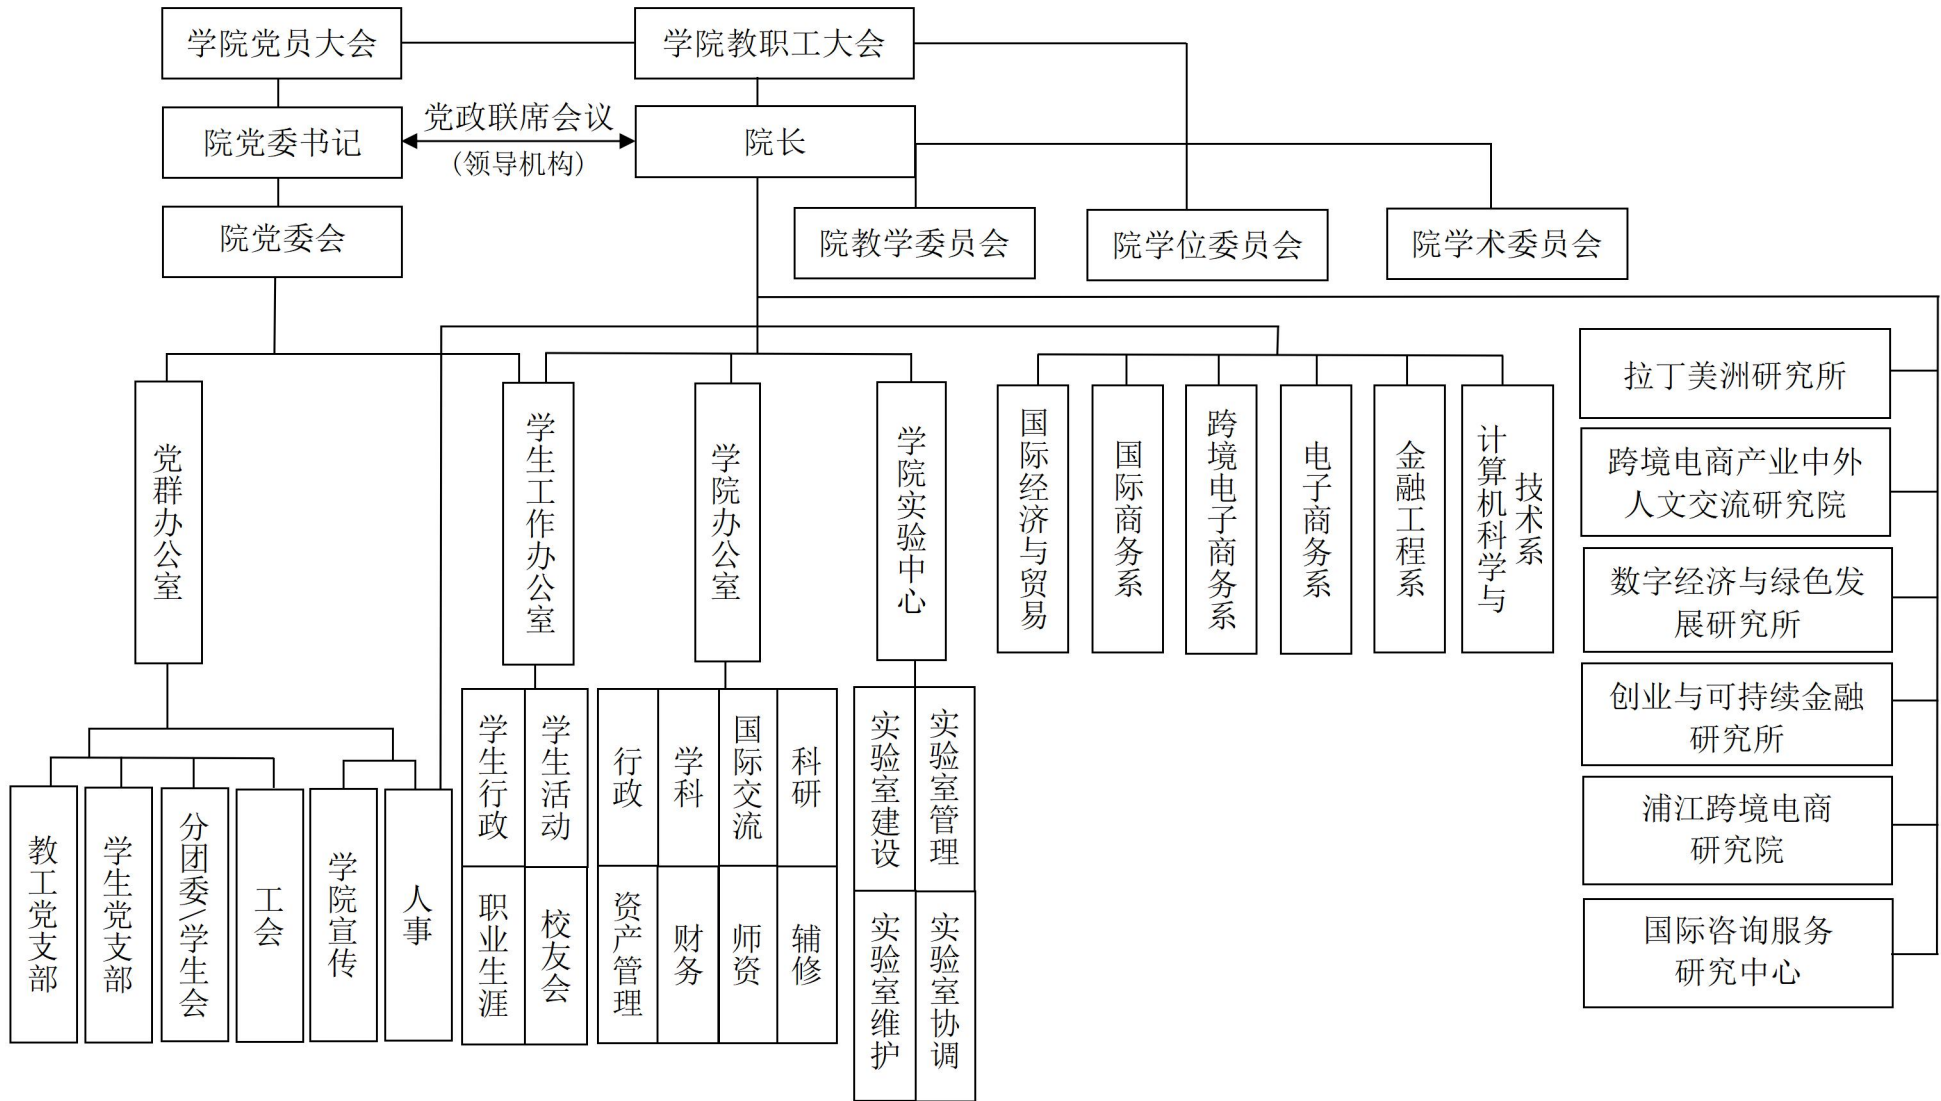 学院党员大会
学院教职工大会
院党委书记
党政联席会议
（领导机构）
院长
院党委会
院教学委员会
院学位委员会
院学术委员会
党群办公室
学生工作办公室
学院办公室
学院实验中心
国际经济与贸易
国际商务系
跨境电子商务系
电子商务系
金融工程系
计算机科学与
技术系
拉丁美洲研究所
跨境电商产业中外
人文交流研究院
数字经济与绿色发
展研究所
创业与可持续金融
研究所
浦江跨境电商
研究院
国际咨询服务
研究中心
教工党支部
学生党支部
分团委\学生会
工会
学院宣传
人事
学生行政
学生活动
职业生涯
校友会
行政
学科
国际交流
科研
资产管理
财务
师资
辅修
实验室建设
实验室管理
实验室维护
实验室协调